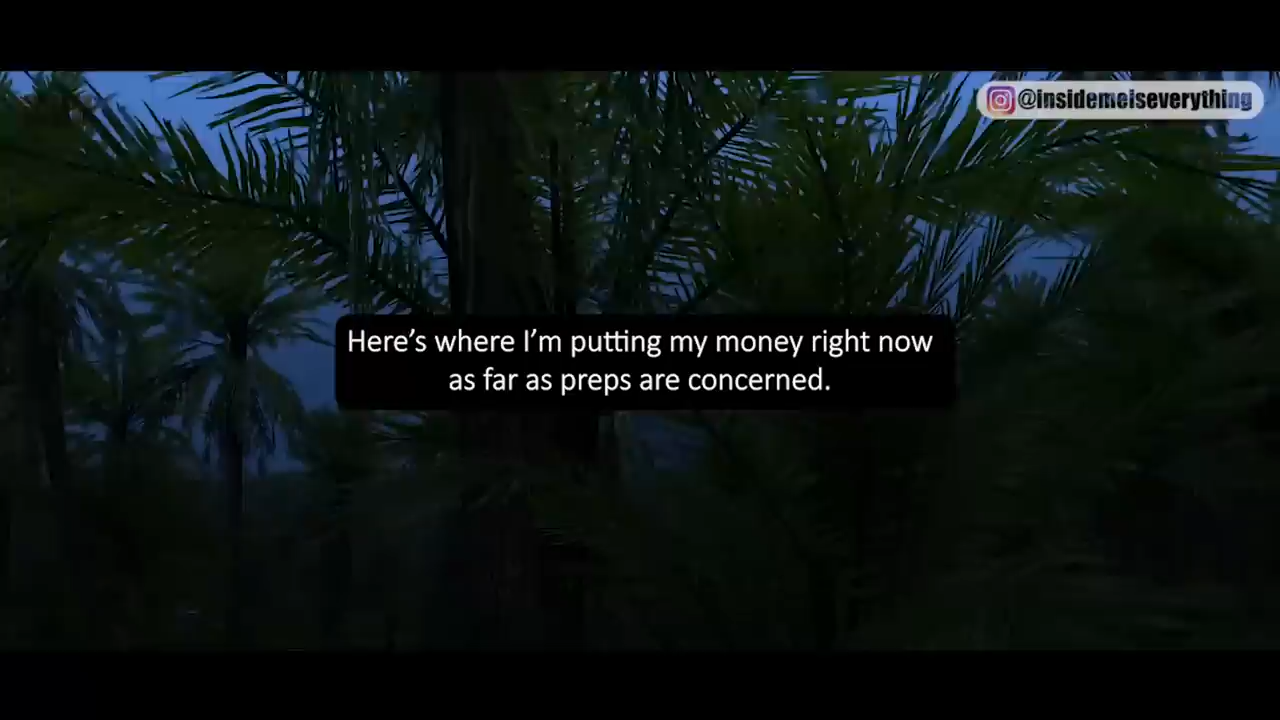 @insidemeiseverything
Here's where I'm putting my money right now
as far as preps are concerned.